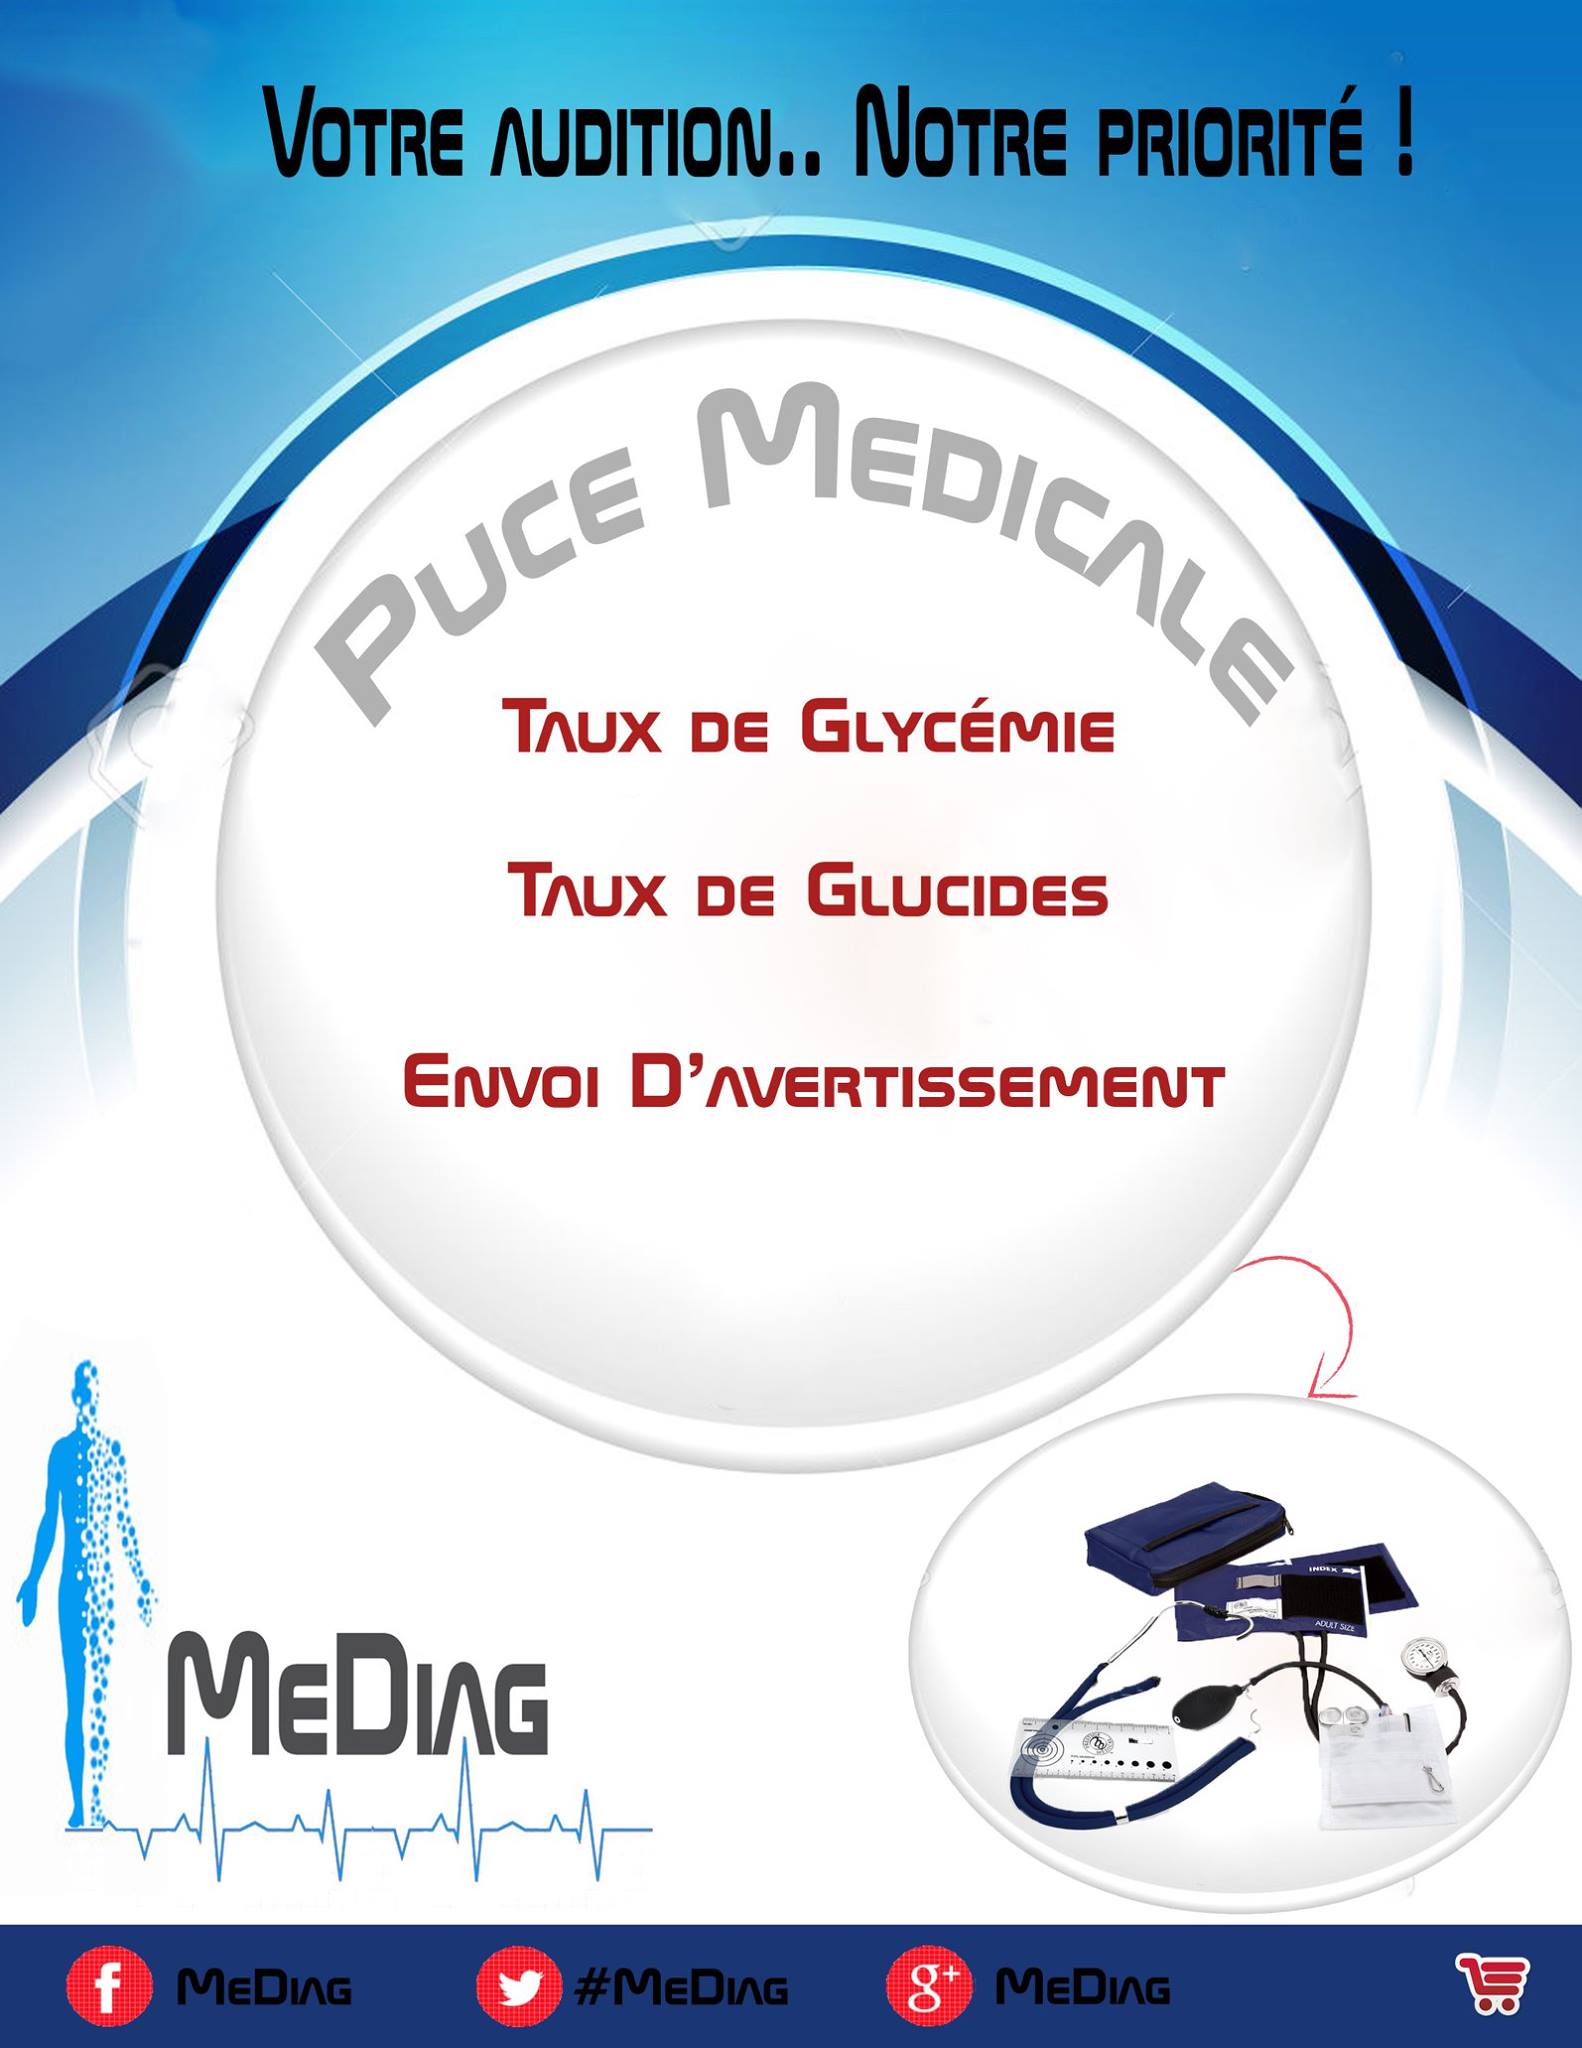 Votre audition.. Notre priorité !
Puce Medicale
Taux de Glycémie
Taux de Glucides
Envoi D'avertissement
INDEX
ADULT SIZE
MeDiag
f MeDiag
#MeDiag
g+ MeDiag